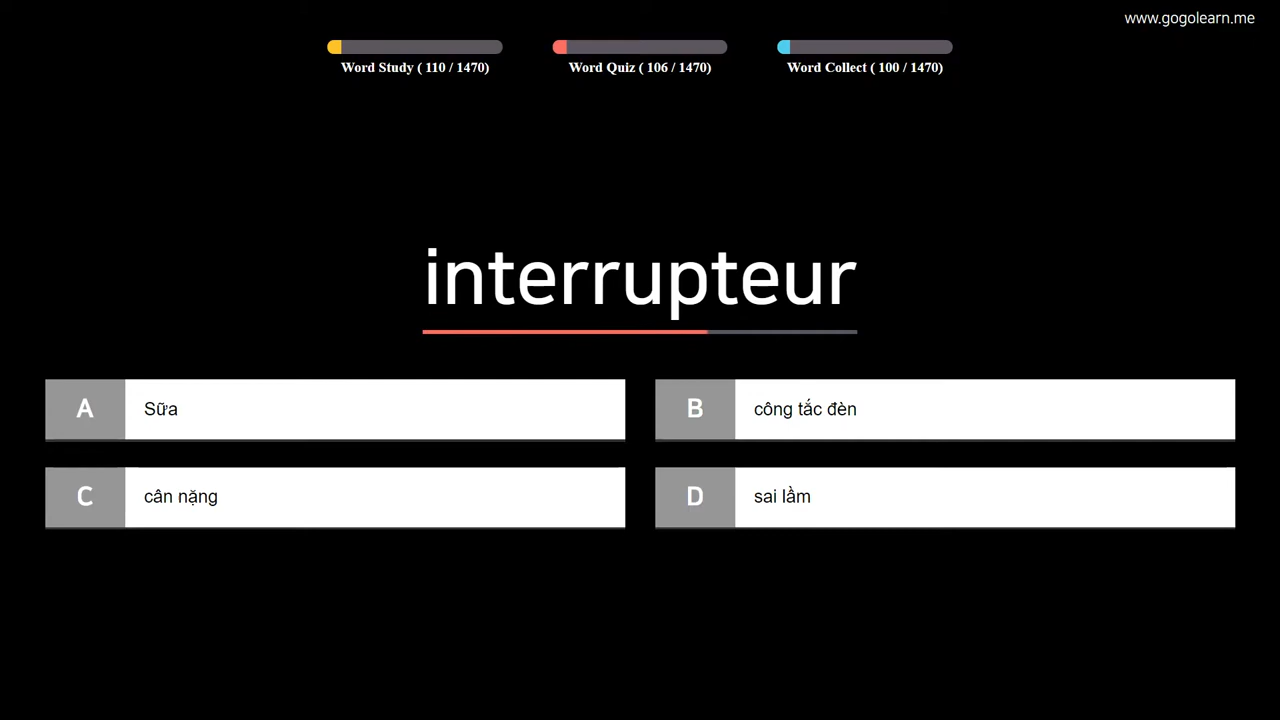 www.gogolearn.me
Word Study ( 110 / 1470)
Word Quiz ( 106 / 1470)
Word Collect ( 100 / 1470)
interrupteur
A Sữa
B công tắc đèn
C cân nặng
D sai lầm